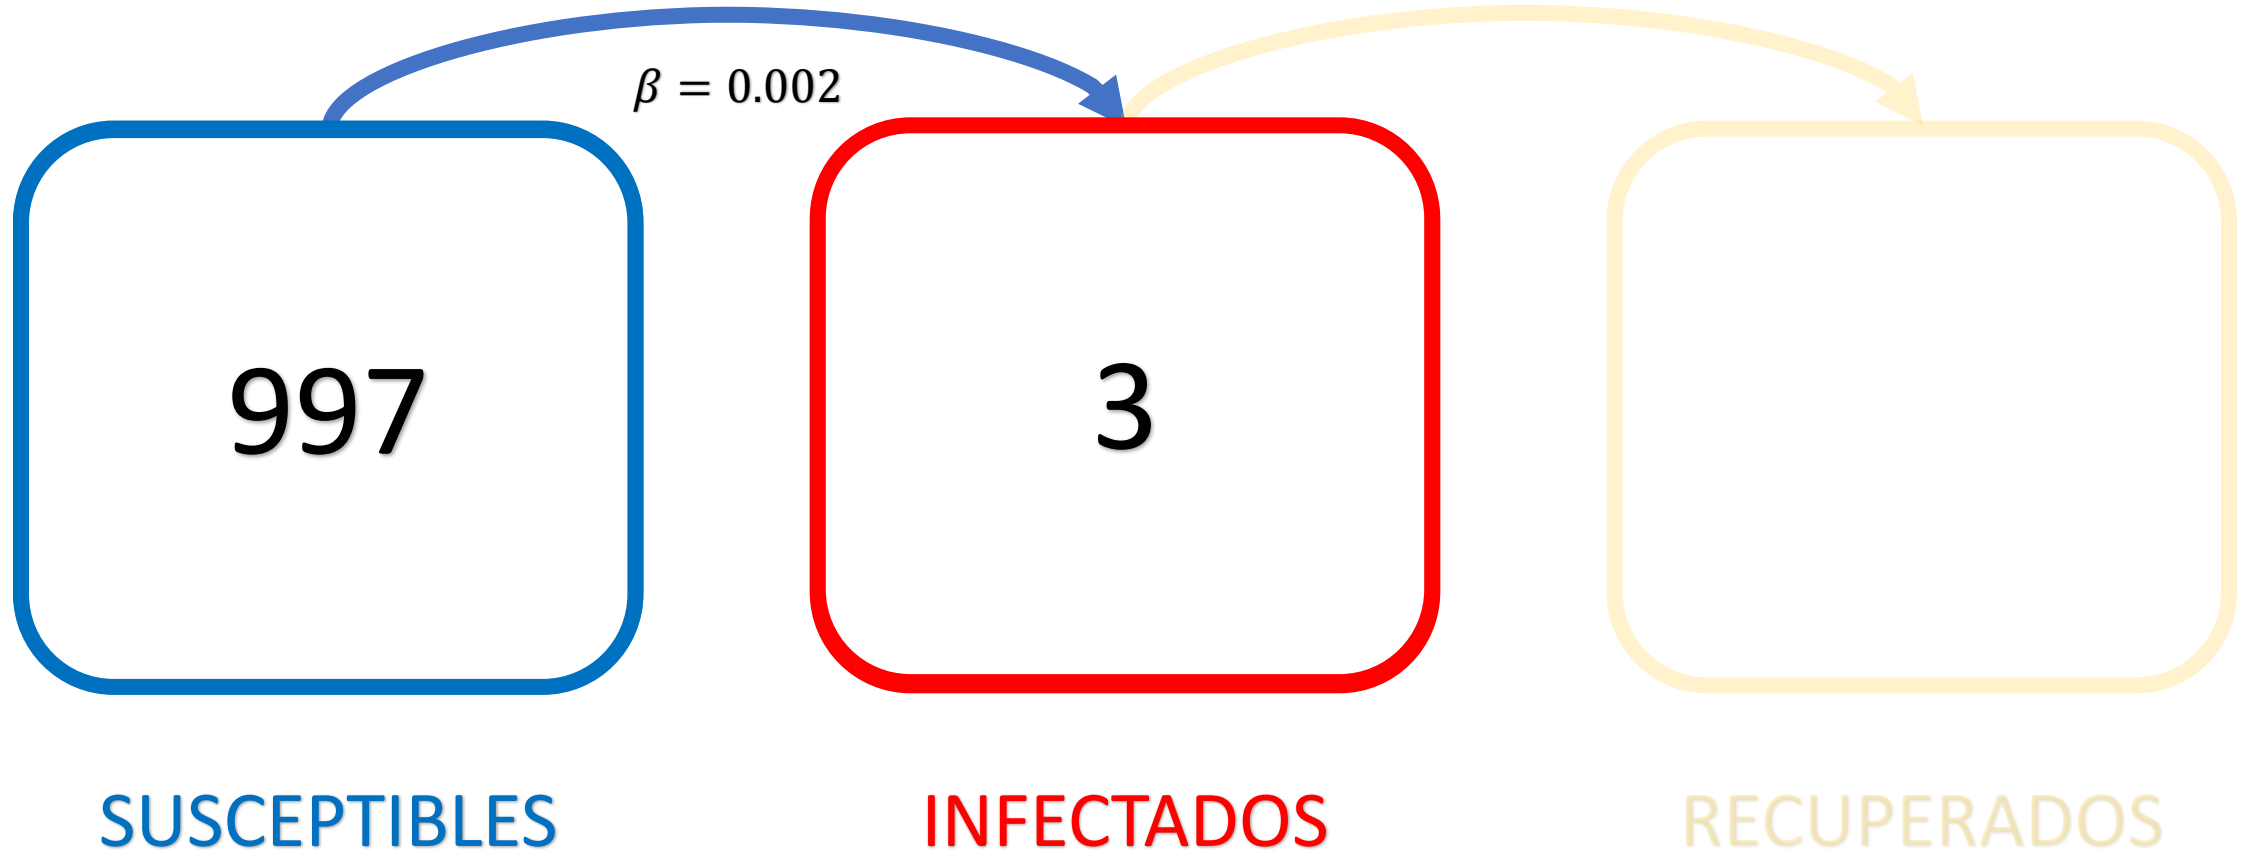 β = 0.002
997
3
SUSCEPTIBLES
INFECTADOS
RECUPERADOS